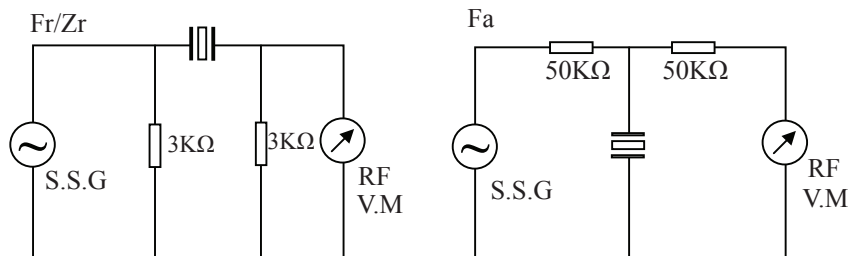 Fr/Zr
3KΩ
3KΩ
S.S.G
RF
V.M
Fa
50KΩ
50KΩ
S.S.G
RF
V.M